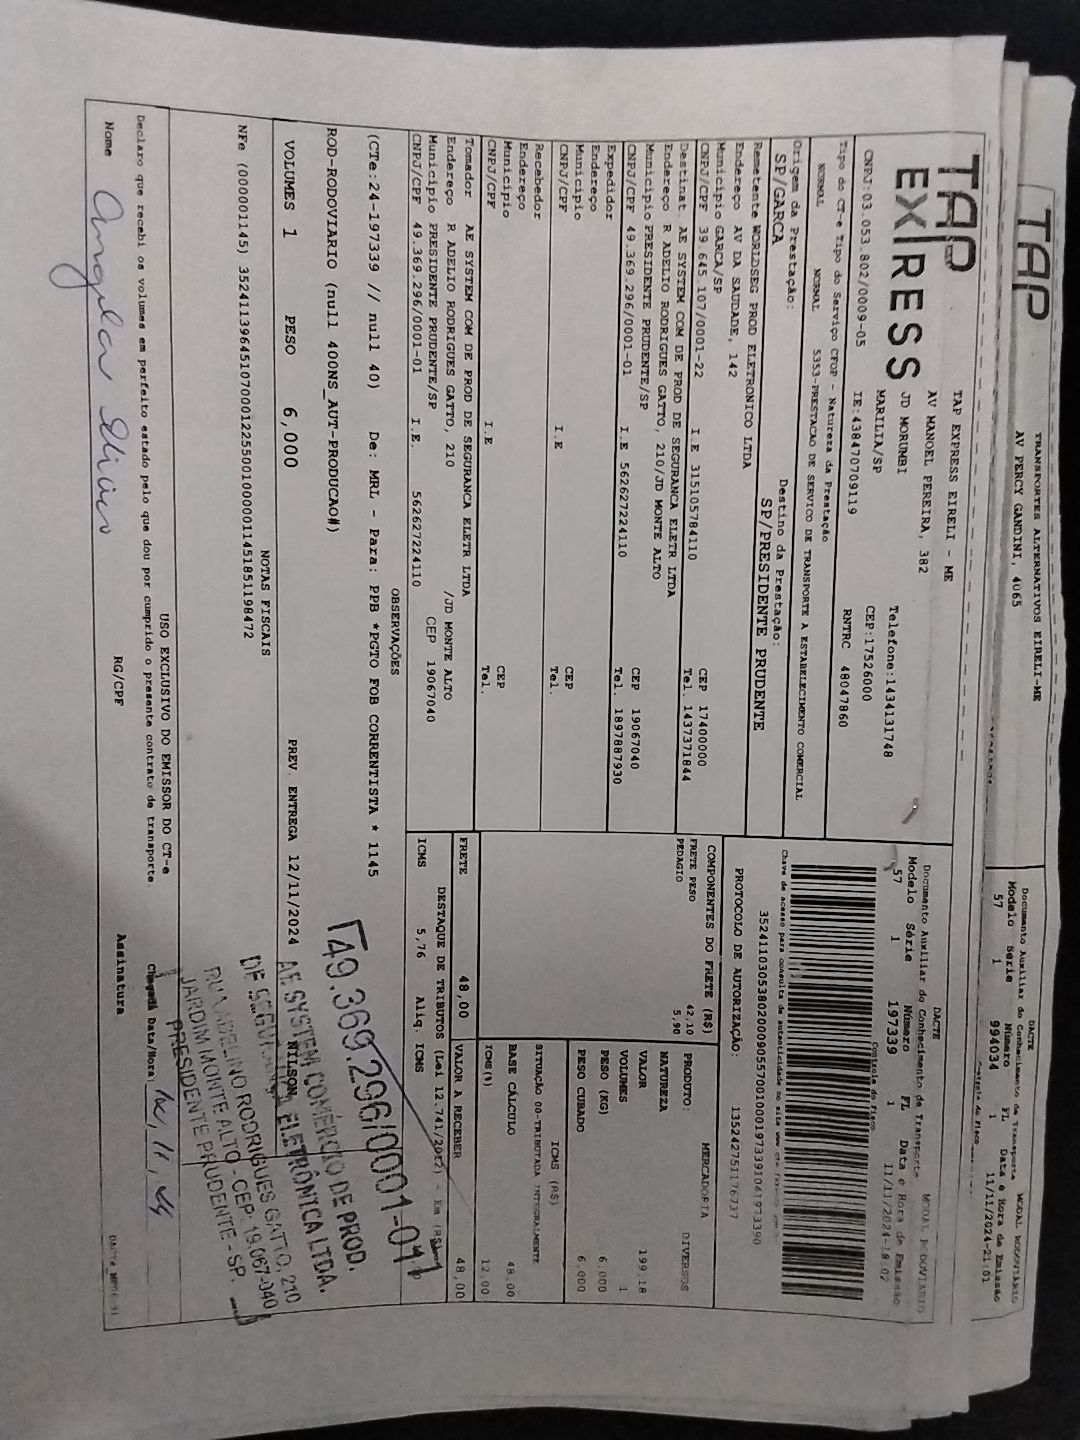 TAP
TRANSPORTES ALTERNATIVOS EIRELI-ME
AV PERCY GANDINI, 4065
DACTE
Documento Auxiliar do Conhecimento de Transporte MODAL RODOVIÁRIO
Modelo Série Número FL Data e Hora de Emissão
57 1 994034 1 11/11/2024-21:01
TAP
EXPRESS
TAP EXPRESS EIRELI - ME
AV MANOEL PEREIRA, 382
JD MORUMBI
MARILIA/SP
Telefone:1434131748
CEP:17526000
CNPJ:03.053.802/0009-05 IE:438470709119 RNTRC 48047860
DACTE
Documento Auxiliar do Conhecimento de Transporte MODAL RODOVIÁRIO
Modelo Série Número FL Data e Hora de Emissão
57 1 197339 1 11/11/2024-18:02
Controle do Fisco
Tipo do CT-e Tipo do Serviço CFOP - Natureza da Prestação
NORMAL NORMAL 5353-PRESTACAO DE SERVICO DE TRANSPORTE A ESTABELECIMENTO COMERCIAL
Chave de acesso para consulta de autenticidade no site
35241103053802000905570010001973391041973390
PROTOCOLO DE AUTORIZAÇÃO: 135242751176737
Origem da Prestação: Destino da Prestação:
SP/GARCA SP/PRESIDENTE PRUDENTE
Remetente WORLDSEG PROD ELETRONICO LTDA
Endereço AV DA SAUDADE, 142
Município GARCA/SP CEP 17400000
CNPJ/CPF 39.645.107/0001-22 I.E 315105784110 Tel. 1437371844
Destinat AE SYSTEM COM DE PROD DE SEGURANCA ELETR LTDA
Endereço R ADELIO RODRIGUES GATTO, 210/JD MONTE ALTO
Município PRESIDENTE PRUDENTE/SP CEP 19067040
CNPJ/CPF 49.369.296/0001-01 I.E 562627224110 Tel. 1897887930
Expedidor
Endereço
Município CEP
CNPJ/CPF I.E Tel.
Recebedor
Endereço
Município CEP
CNPJ/CPF I.E Tel.
Tomador AE SYSTEM COM DE PROD DE SEGURANCA ELETR LTDA
Endereço R ADELIO RODRIGUES GATTO, 210 /JD MONTE ALTO
Município PRESIDENTE PRUDENTE/SP CEP 19067040
CNPJ/CPF 49.369.296/0001-01 I.E. 562627224110
COMPONENTES DO FRETE (R$)
FRETE PESO 42,10
PEDAGIO 5,90
FRETE 48,00
VALOR A RECEBER 48,00
PRODUTO: MERCADORIA
NATUREZA DIVERSOS
VALOR 199,18
VOLUMES 1
PESO (KG) 6,000
PESO CUBADO 6,000
ICMS (R$)
SITUAÇÃO 00-TRIBUTADA INTEGRALMENTE
BASE CÁLCULO 48,00
ICMS(%) 12,00
DESTAQUE DE TRIBUTOS (Lei 12.741/2012) - Em (R$)
ICMS 5,76 Aliq. ICMS
OBSERVAÇÕES
(CTe:24-197339 // null 40) De: MRL - Para: PPB *PGTO FOB CORRENTISTA * 1145
ROD-RODOVIARIO (null 400NS_AUT-PRODUCAO#)
VOLUMES 1 PESO 6,000 PREV. ENTREGA 12/11/2024 NILSON
NOTAS FISCAIS
NFe (000001145) 35241139645107000122550010000011451851198472
49.369.296/0001-01
AE SYSTEM COMÉRCIO DE PROD.
DE SEGURANÇA ELETRÔNICA LTDA.
RUA ADELINO RODRIGUES GATTO, 210
JARDIM MONTE ALTO - CEP: 19.067-040
PRESIDENTE PRUDENTE - SP.
USO EXCLUSIVO DO EMISSOR DO CT-e
Declaro que recebi os volumes em perfeito estado pelo que dou por cumprido o presente contrato de transporte. Chegada Data/Hora:
Nome Angela RG/CPF Assinatura